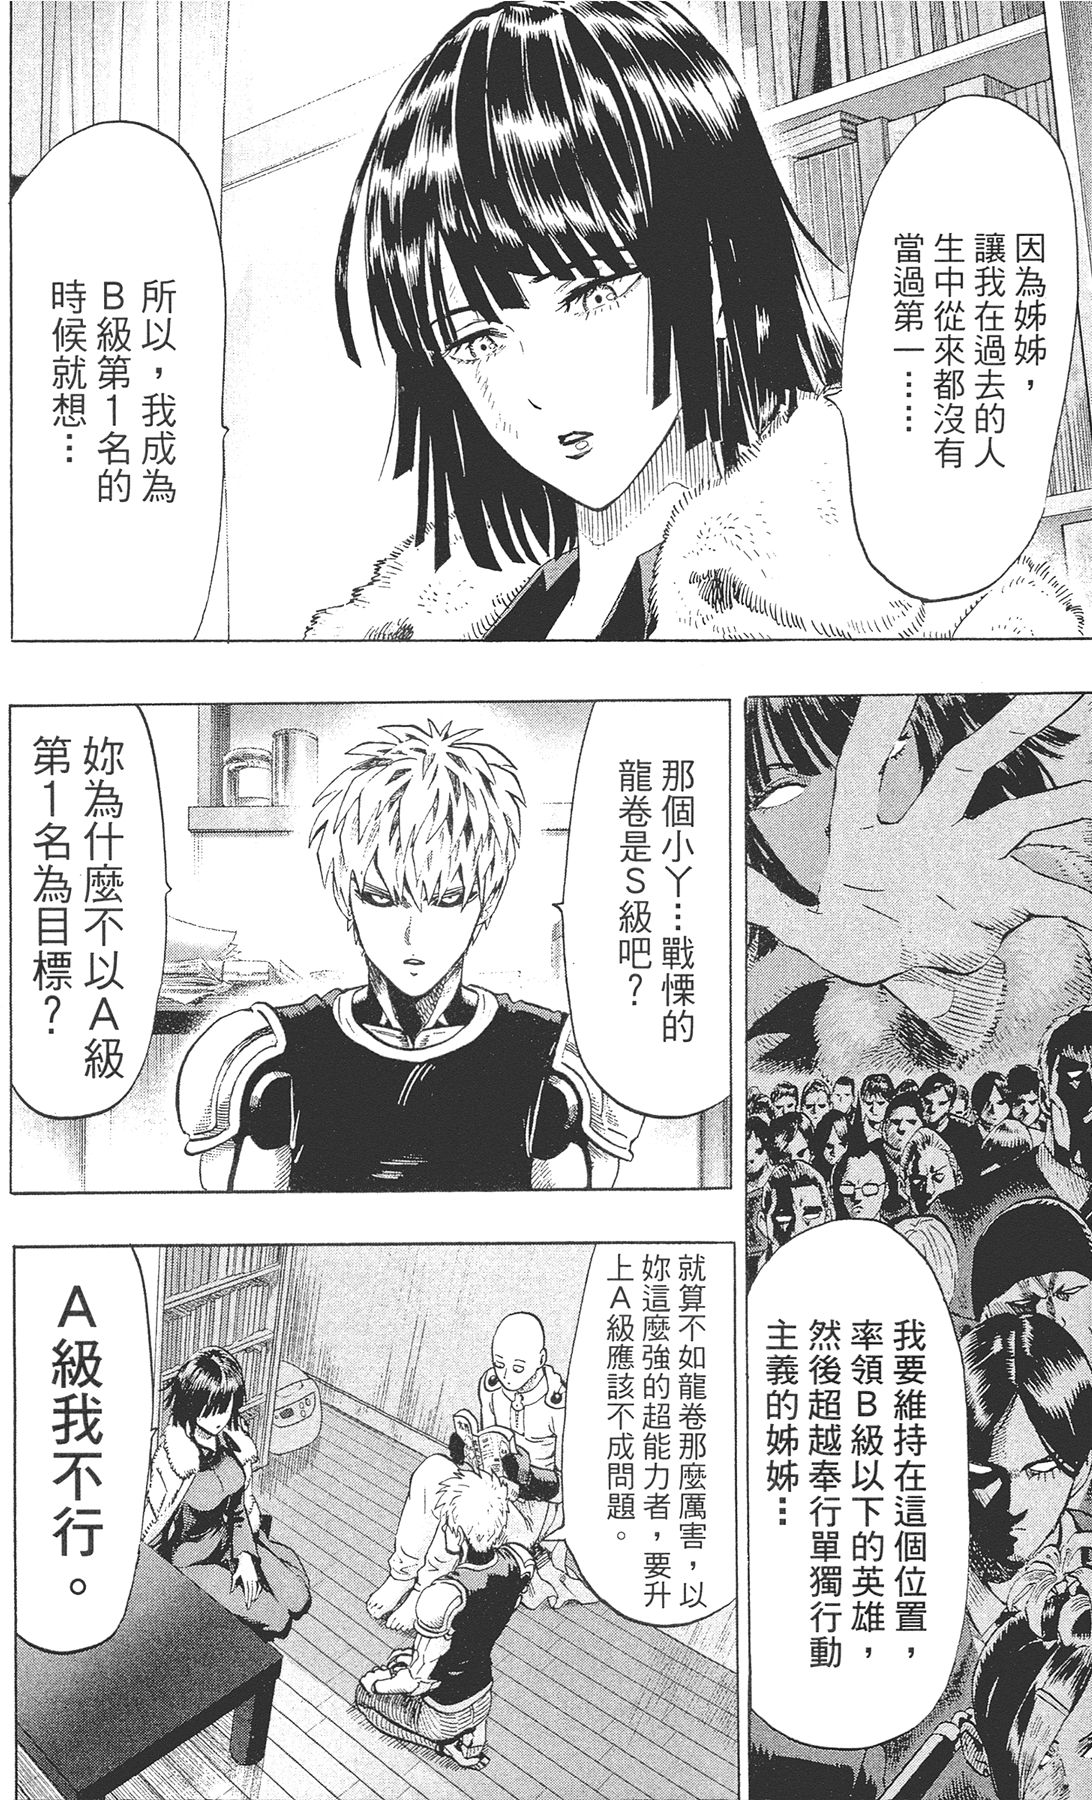 因為姊姊，
讓我在過去的人
生中從來都沒有
當過第一……
所以，我成為
B級第1名的
時候就想…
我要維持在這個位置，
率領B級以下的英雄，
然後超越奉行單獨行動
主義的姊姊…
那個小ㄚ…戰慄的
龍卷是S級吧？
妳為什麼不以A級
第1名為目標？
就算不如龍卷那麼厲害，以
妳這麼強的超能力者，要升
上A級應該不成問題。
A級我不行。